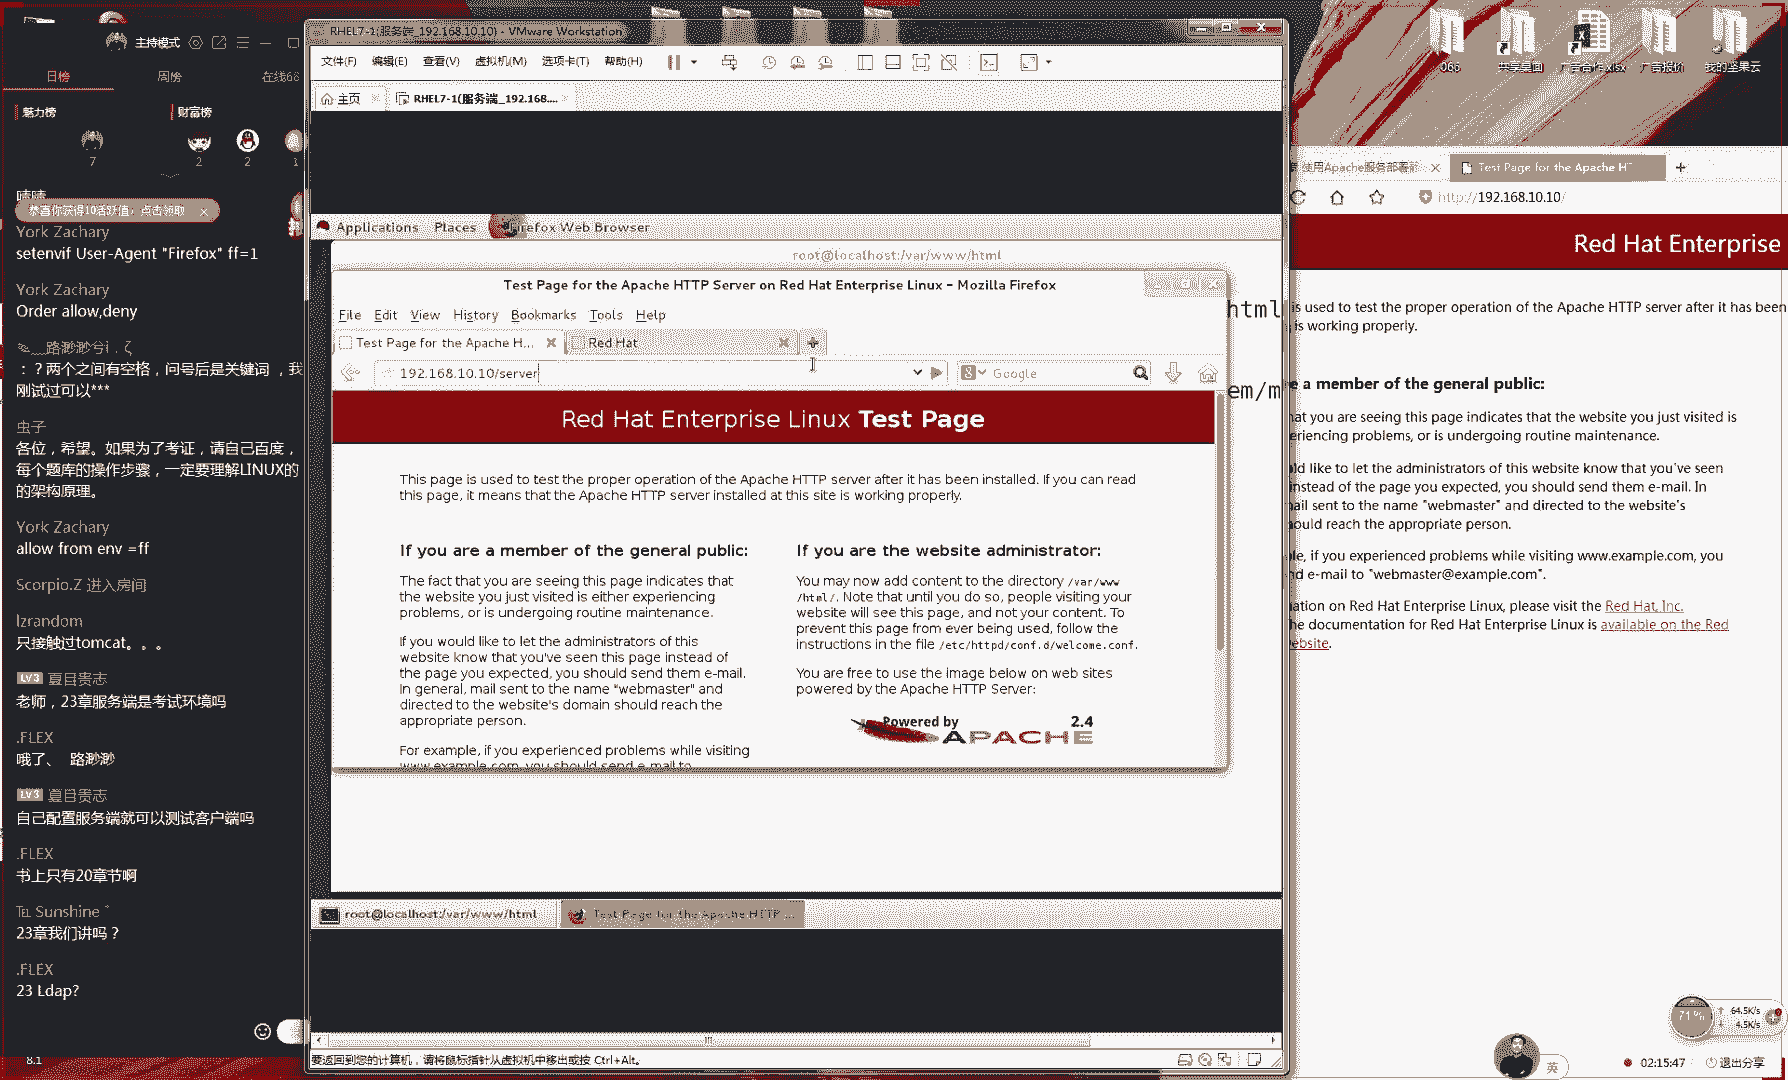 主持模式
日榜
周榜
在线68
魅力榜
财富榜
7
2
2
1
恭喜你获得10活跃值，点击领取
York Zachary
setenvif User-Agent "Firefox" ff=1
York Zachary
Order allow,deny
路渺渺兮i
：？两个之间有空格，问号后是关键词，我
刚试过可以***
虫子
各位，希望。如果为了考证，请自己百度，
每个题库的操作步骤，一定要理解LINUX的
的架构原理。
York Zachary
allow from env =ff
Scorpio.Z 进入房间
lzrandom
只接触过tomcat。。。
LV3 夏目贵志
老师，23章服务端是考试环境吗
.FLEX
哦了、 路渺渺
LV3 夏目贵志
自己配置服务端就可以测试客户端吗
.FLEX
书上只有20章节啊
℡ Sunshine
23章我们讲吗？
.FLEX
23 Ldap?
8.1
RHEL7-1(服务端_192.168.10.10) - VMware Workstation
文件(F) 编辑(E) 查看(V) 虚拟机(M) 选项卡(T) 帮助(H)
主页
RHEL7-1(服务端_192.168....
Applications Places Firefox Web Browser
root@localhost:/var/www/html
html
em/m
Test Page for the Apache HTTP Server on Red Hat Enterprise Linux - Mozilla Firefox
File Edit View History Bookmarks Tools Help
Test Page for the Apache H...
Red Hat
192.168.10.10/server
Google
Red Hat Enterprise Linux Test Page
This page is used to test the proper operation of the Apache HTTP server after it has been installed. If you can read
this page, it means that the Apache HTTP server installed at this site is working properly.
If you are a member of the general public:
The fact that you are seeing this page indicates that
the website you just visited is either experiencing
problems, or is undergoing routine maintenance.
If you would like to let the administrators of this
website know that you've seen this page instead of
the page you expected, you should send them e-mail.
In general, mail sent to the name "webmaster" and
directed to the website's domain should reach the
appropriate person.
For example, if you experienced problems while visiting
www.example.com, you should send e-mail to
If you are the website administrator:
You may now add content to the directory /var/www
/html/. Note that until you do so, people visiting your
website will see this page, and not your content. To
prevent this page from ever being used, follow the
instructions in the file /etc/httpd/conf.d/welcome.conf.
You are free to use the image below on web sites
powered by the Apache HTTP Server:
Powered by
APACHE
2.4
root@localhost:/var/www/html
Test Page for the Apache HTTP ...
要返回到您的计算机，请将鼠标指针从虚拟机中移出或按 Ctrl+Alt。
066
共享桌面
广告合作.xlsx
广告报价
我的坚果云
使用Apache服务部署静
Test Page for the Apache H
http://192.168.10.10/
Red Hat Enterprise
is used to test the proper operation of the Apache HTTP server after it has been
is working properly.
e a member of the general public:
hat you are seeing this page indicates that the website you just visited is
eriencing problems, or is undergoing routine maintenance.
uld like to let the administrators of this website know that you've seen
instead of the page you expected, you should send them e-mail. In
mail sent to the name "webmaster" and directed to the website's
hould reach the appropriate person.
le, if you experienced problems while visiting www.example.com, you
nd e-mail to "webmaster@example.com".
ation on Red Hat Enterprise Linux, please visit the Red Hat, Inc.
he documentation for Red Hat Enterprise Linux is available on the Red
ebsite.
71%
64.5K/s
4.5K/s
英
02:15:47
退出分享